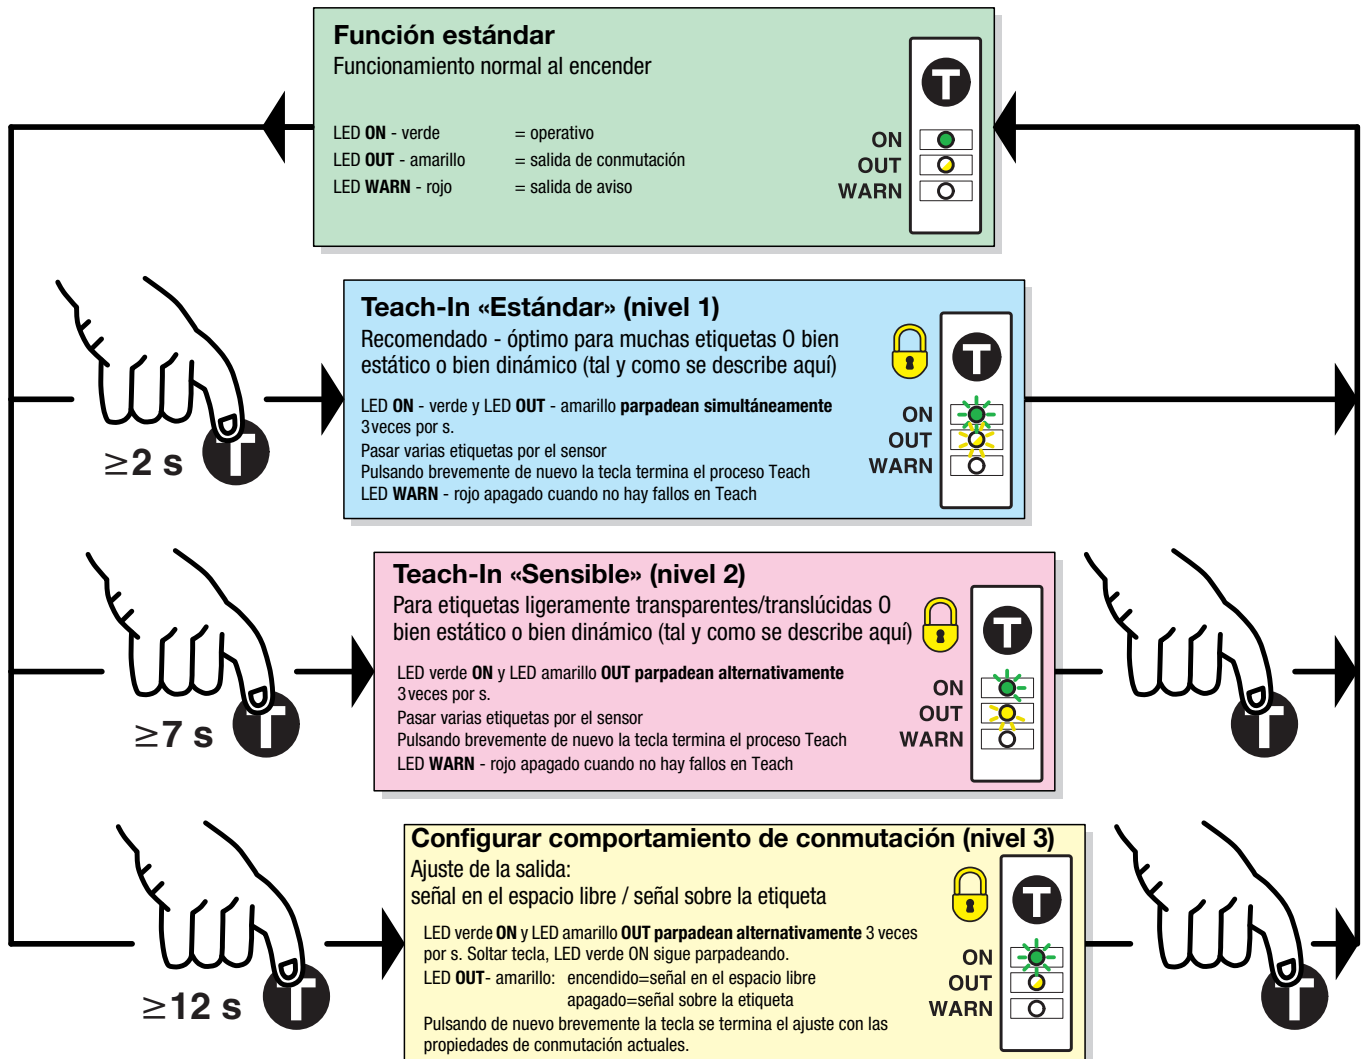 Función estándar
Funcionamiento normal al encender
LED ON - verde = operativo
LED OUT - amarillo = salida de conmutación
LED WARN - rojo = salida de aviso
T
ON
OUT
WARN
≥2 s
T
Teach-In «Estándar» (nivel 1)
Recomendado - óptimo para muchas etiquetas O bien
estático o bien dinámico (tal y como se describe aquí)
LED ON - verde y LED OUT - amarillo parpadean simultáneamente
3 veces por s.
Pasar varias etiquetas por el sensor
Pulsando brevemente de nuevo la tecla termina el proceso Teach
LED WARN - rojo apagado cuando no hay fallos en Teach
T
ON
OUT
WARN
≥7 s
T
Teach-In «Sensible» (nivel 2)
Para etiquetas ligeramente transparentes/translúcidas O
bien estático o bien dinámico (tal y como se describe aquí)
LED verde ON y LED amarillo OUT parpadean alternativamente
3 veces por s.
Pasar varias etiquetas por el sensor
Pulsando brevemente de nuevo la tecla termina el proceso Teach
LED WARN - rojo apagado cuando no hay fallos en Teach
T
ON
OUT
WARN
T
≥12 s
T
Configurar comportamiento de conmutación (nivel 3)
Ajuste de la salida:
señal en el espacio libre / señal sobre la etiqueta
LED verde ON y LED amarillo OUT parpadean alternativamente 3 veces
por s. Soltar tecla, LED verde ON sigue parpadeando.
LED OUT- amarillo: encendido=señal en el espacio libre
apagado=señal sobre la etiqueta
Pulsando de nuevo brevemente la tecla se termina el ajuste con las
propiedades de conmutación actuales.
T
ON
OUT
WARN
T